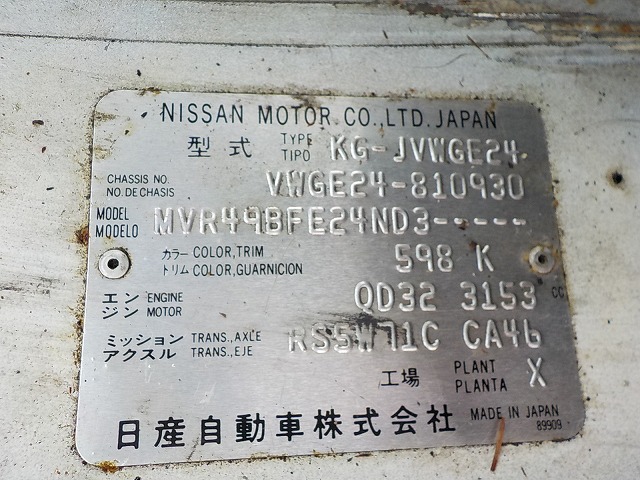 NISSAN MOTOR CO.,LTD. JAPAN
型式 TYPE TIPO KG-JVWGE24-
CHASSIS NO. NO. DE CHASIS VWGE24-810930
MODEL MODELO MVR49BFE24ND3-----
カラー COLOR,TRIM トリム COLOR,GUARNICION 598 K
エンジン ENGINE MOTOR QD32 3153 CC
ミッション TRANS.,AXLE アクスル TRANS.,EJE RS5W71C CA46
工場 PLANT PLANTA X
日産自動車株式会社 MADE IN JAPAN
89909